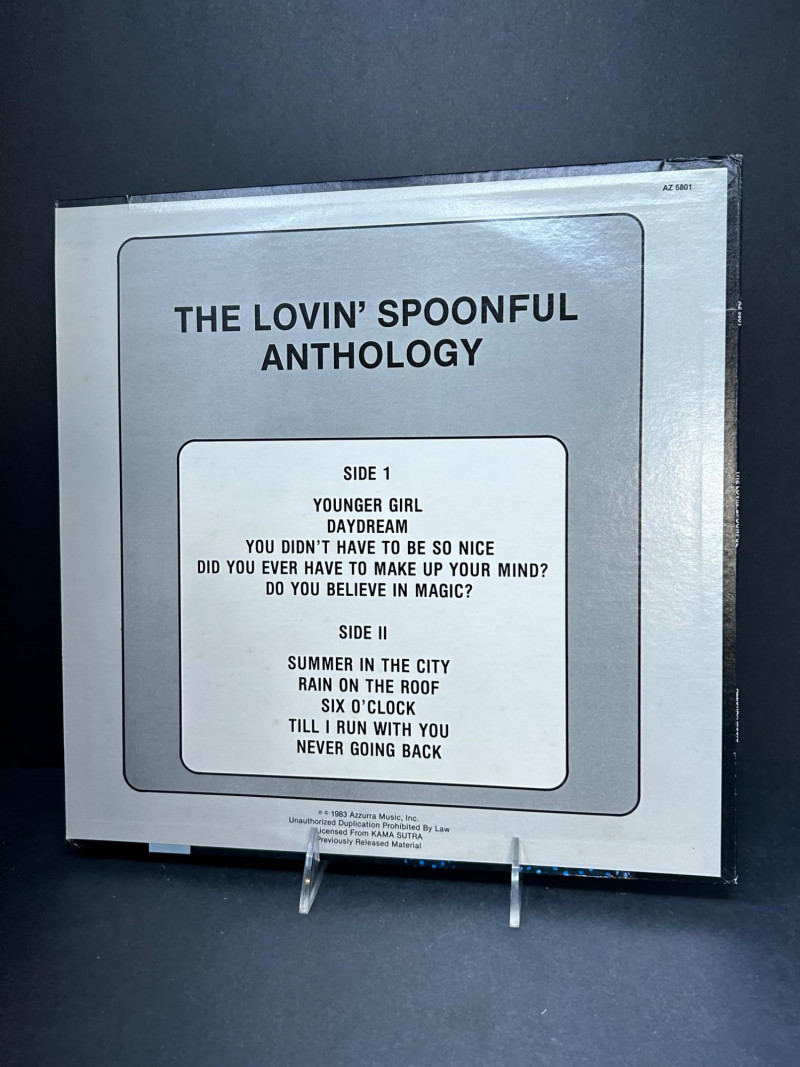 AZ 5801
THE LOVIN' SPOONFUL
ANTHOLOGY
SIDE 1
YOUNGER GIRL
DAYDREAM
YOU DIDN'T HAVE TO BE SO NICE
DID YOU EVER HAVE TO MAKE UP YOUR MIND?
DO YOU BELIEVE IN MAGIC?
SIDE II
SUMMER IN THE CITY
RAIN ON THE ROOF
SIX O'CLOCK
TILL I RUN WITH YOU
NEVER GOING BACK
1983 Azzurra Music, Inc.
Unauthorized Duplication Prohibited By Law
Licensed From KAMA SUTRA
Previously Released Material